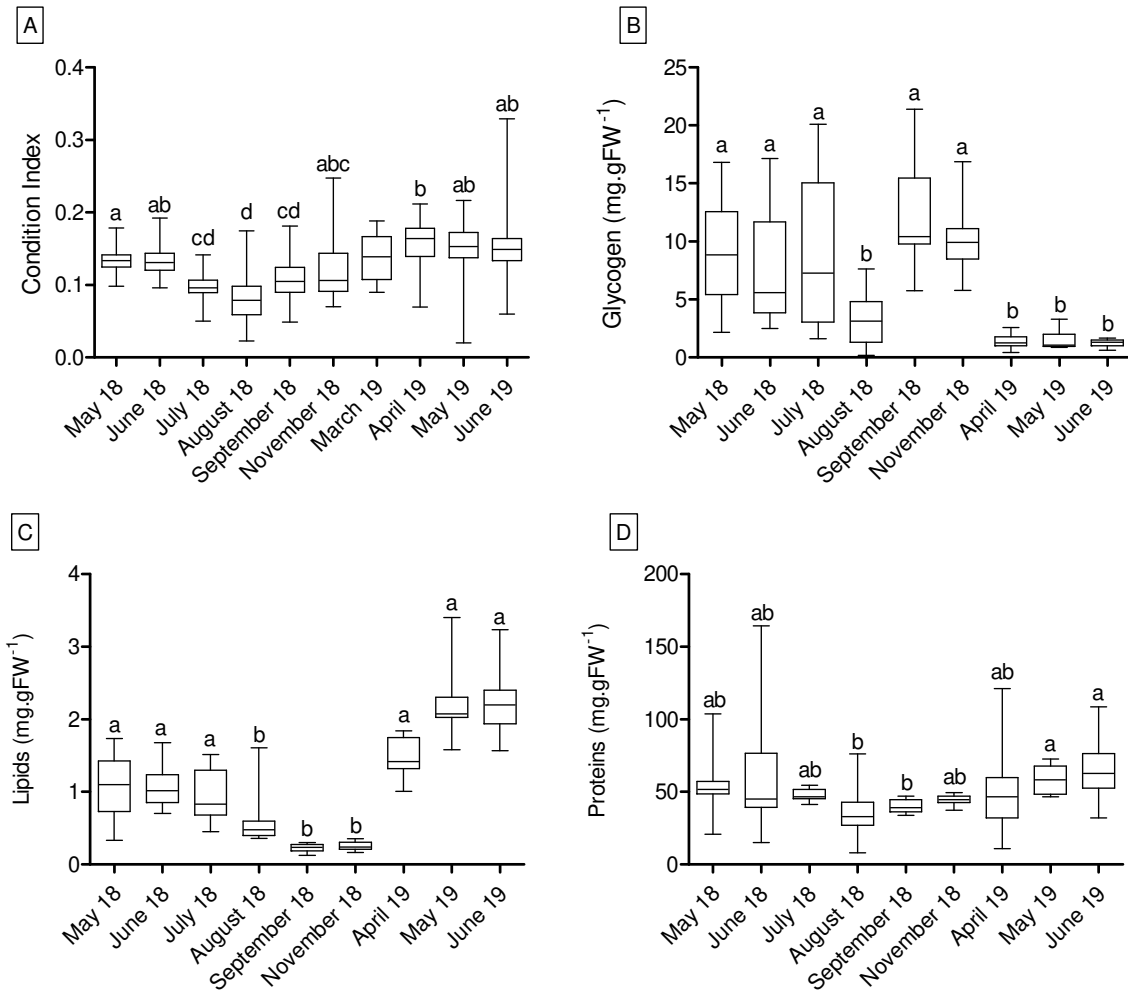 A
Condition Index
0.4
0.3
0.2
0.1
0.0
a
ab
cd
d
cd
abc
b
ab
ab
May 18
June 18
July 18
August 18
September 18
November 18
March 19
April 19
May 19
June 19
B
Glycogen (mg.gFW⁻¹)
25
20
15
10
5
0
a
a
a
b
a
a
b
b
b
May 18
June 18
July 18
August 18
September 18
November 18
April 19
May 19
June 19
C
Lipids (mg.gFW⁻¹)
4
3
2
1
0
a
a
a
b
b
b
a
a
a
May 18
June 18
July 18
August 18
September 18
November 18
April 19
May 19
June 19
D
Proteins (mg.gFW⁻¹)
200
150
100
50
0
ab
ab
ab
b
b
ab
ab
a
a
May 18
June 18
July 18
August 18
September 18
November 18
April 19
May 19
June 19